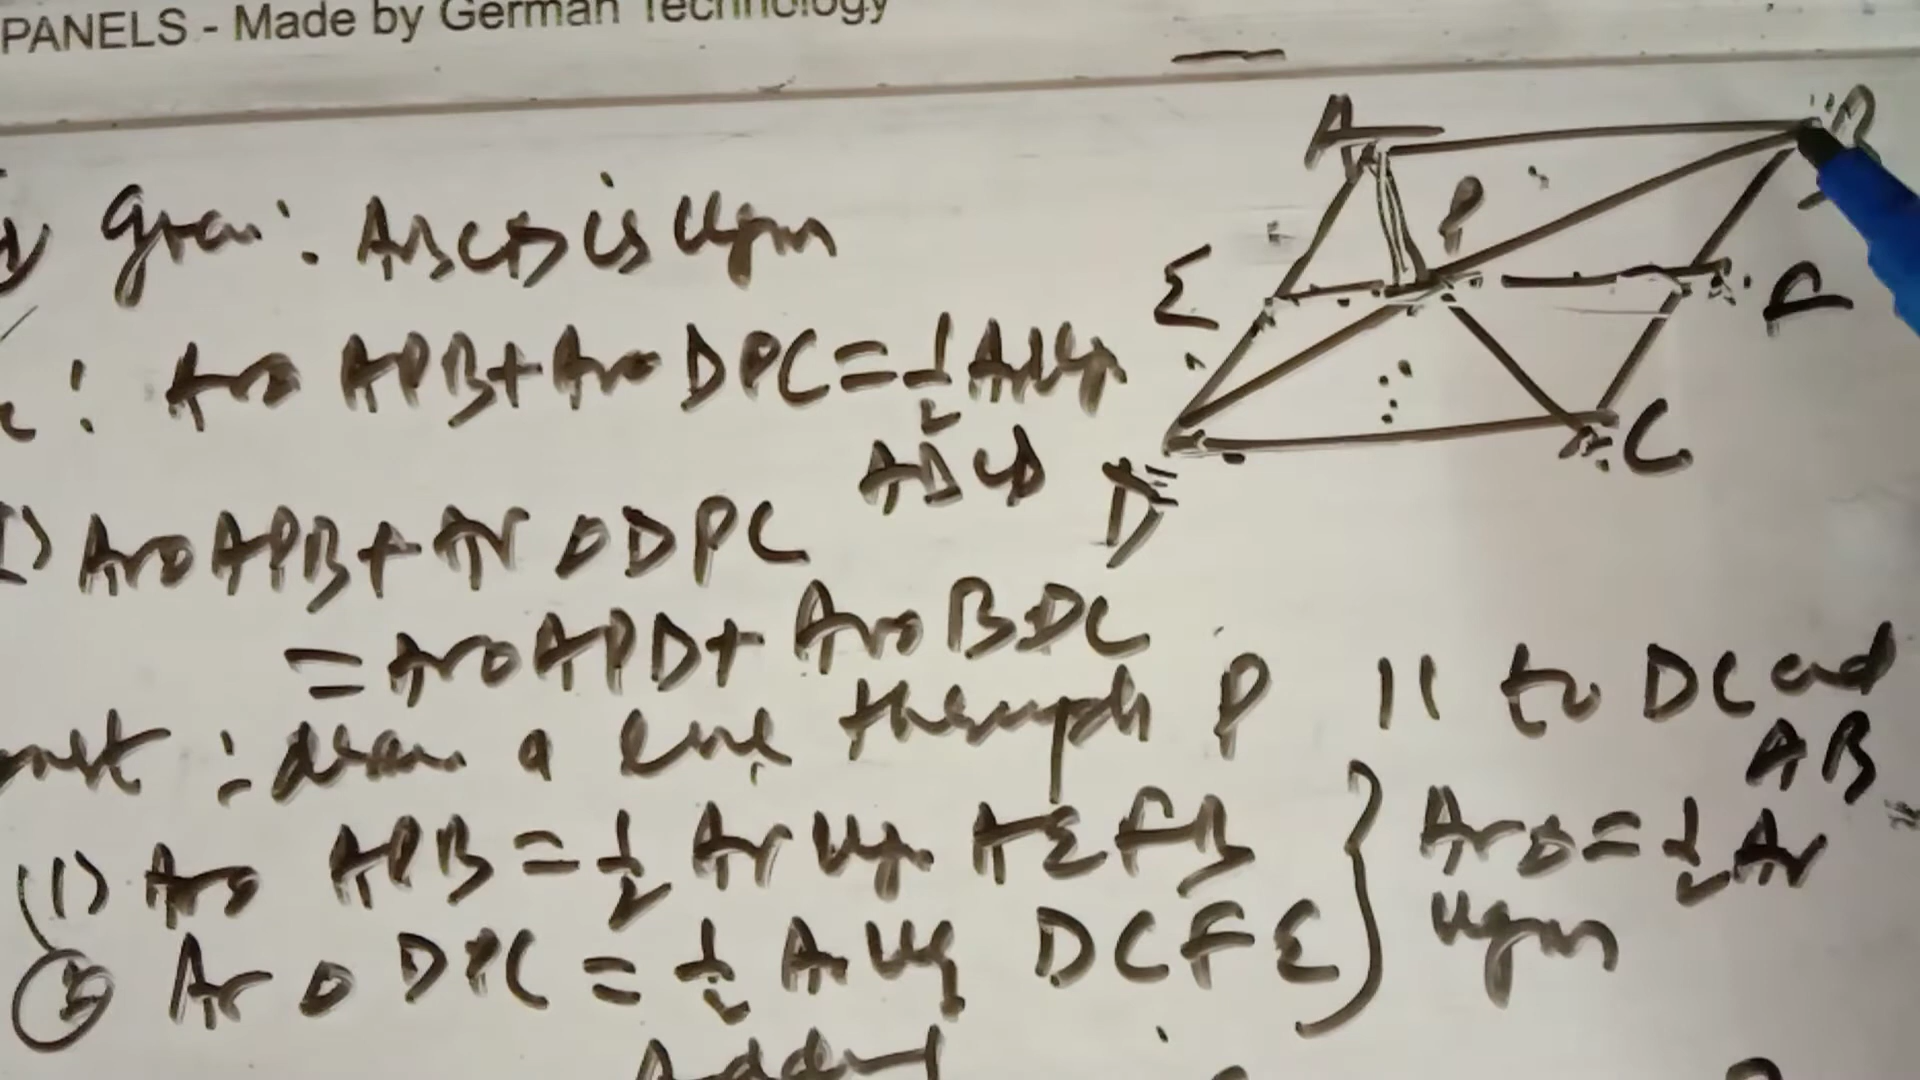 PANELS - Made by German Technology
Given: ABCD is llgm
: Ar△ APB + Ar△ DPC = 1/2 Ar llgm
ABCD
1) Ar△ APB + Ar △ DPC
= Ar△ APD + Ar△ BDC
: draw a line through P || to DC and
AB
(1) Ar△ APB = 1/2 Ar llgm AEFB
② Ar △ DPC = 1/2 Ar llgm DCFE
} Ar△ = 1/2 Ar
llgm
A
B
P
E
F
D
C